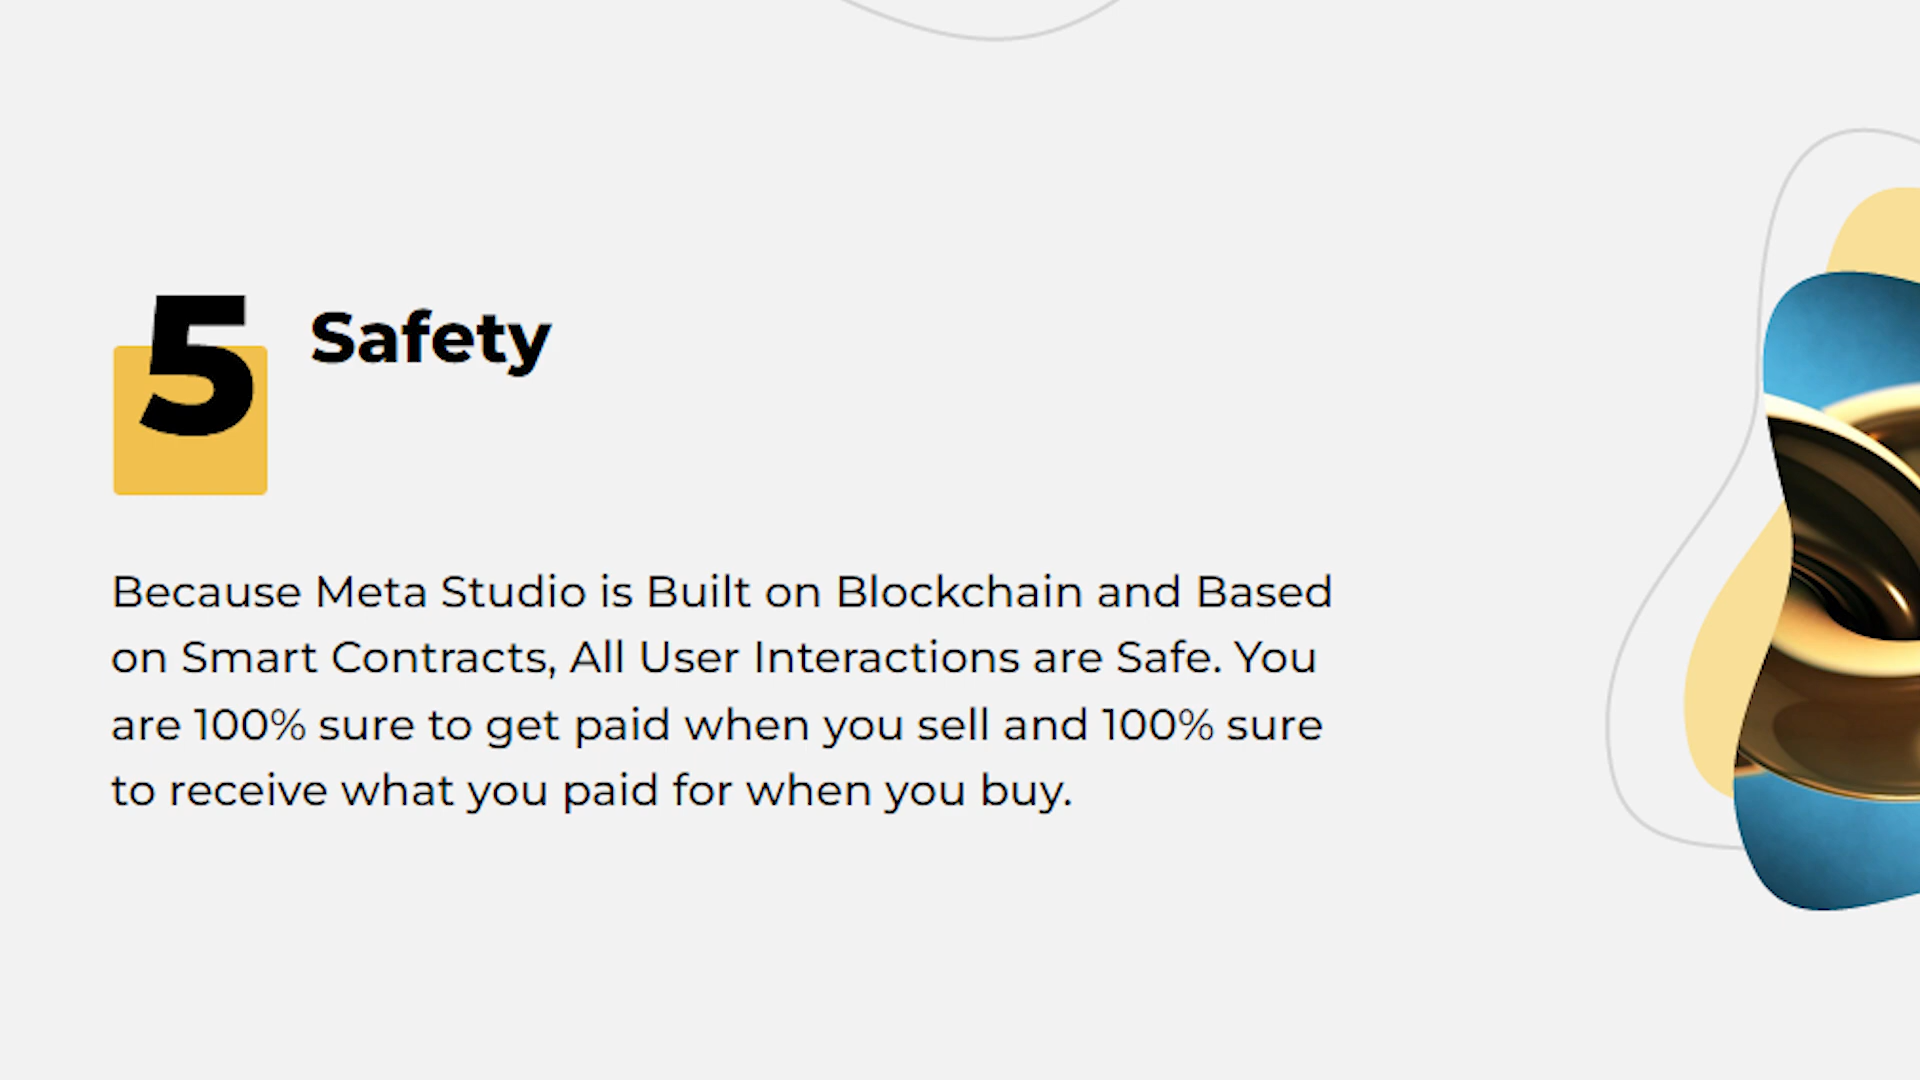 5
Safety
Because Meta Studio is Built on Blockchain and Based
on Smart Contracts, All User Interactions are Safe. You
are 100% sure to get paid when you sell and 100% sure
to receive what you paid for when you buy.